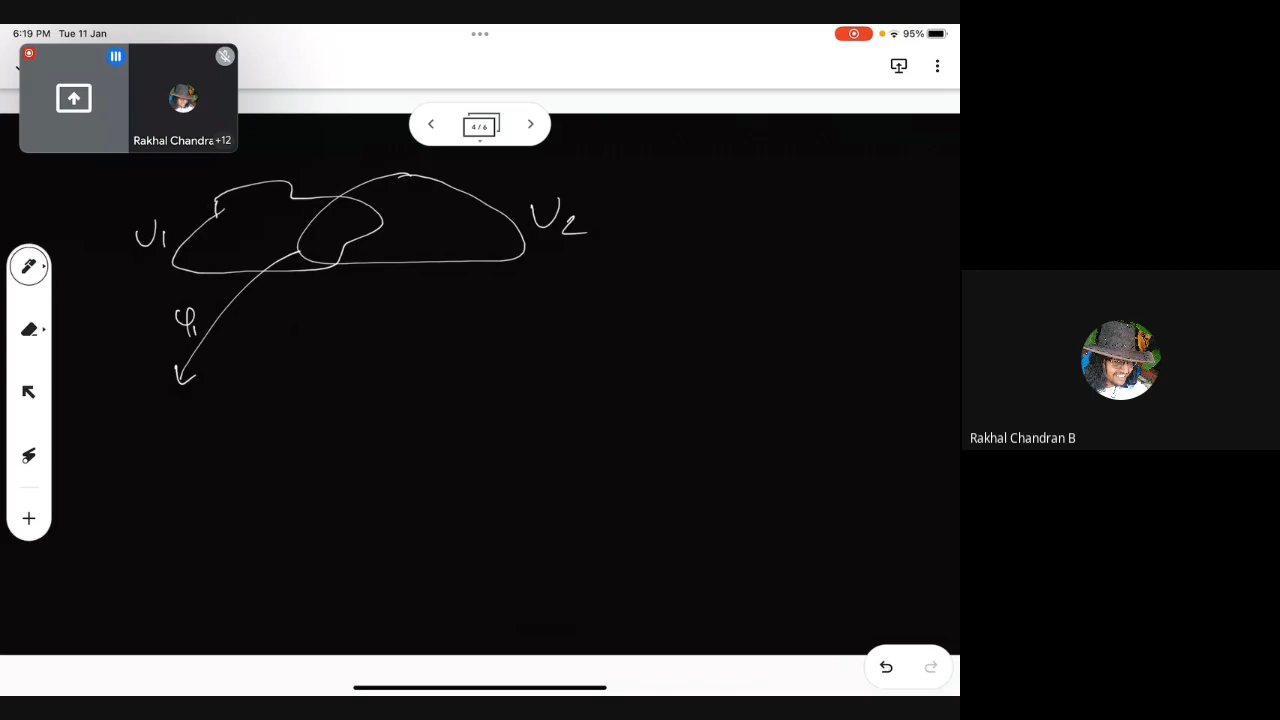 6:19 PM Tue 11 Jan
95%
Rakhal Chandra +12
4 / 6
U1
U2
φ1
Rakhal Chandran B